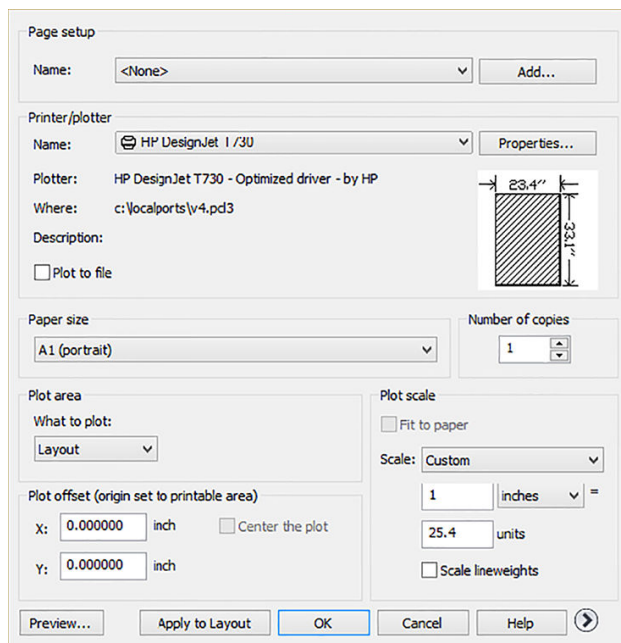 Page setup
Name: <None> Add...
Printer/plotter
Name: HP DesignJet T730 Properties...
Plotter: HP DesignJet T730 - Optimized driver - by HP
Where: c:\localports\v4.pcl3
Description:
Plot to file
23.4''
33.1''
Paper size
A1 (portrait)
Number of copies
1
Plot area
What to plot:
Layout
Plot offset (origin set to printable area)
X: 0.000000 inch Center the plot
Y: 0.000000 inch
Plot scale
Fit to paper
Scale: Custom
1 inches =
25.4 units
Scale lineweights
Preview... Apply to Layout OK Cancel Help